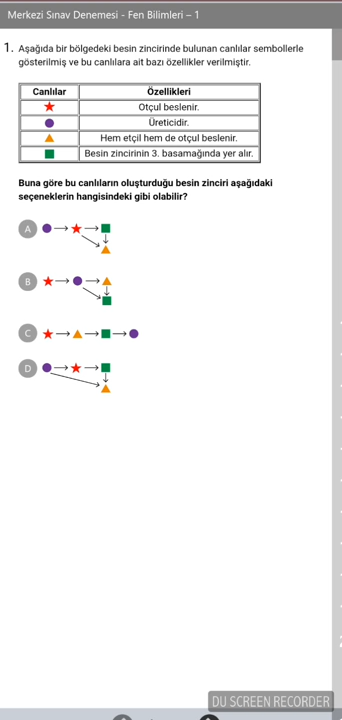 Merkezi Sınav Denemesi - Fen Bilimleri – 1
1. Aşağıda bir bölgedeki besin zincirinde bulunan canlılar sembollerle
gösterilmiş ve bu canlılara ait bazı özellikler verilmiştir.
Canlılar Özellikleri
Otçul beslenir.
Üreticidir.
Hem etçil hem de otçul beslenir.
Besin zincirinin 3. basamağında yer alır.
Buna göre bu canlıların oluşturduğu besin zinciri aşağıdaki
seçeneklerin hangisindeki gibi olabilir?
A
B
C
D
DU SCREEN RECORDER